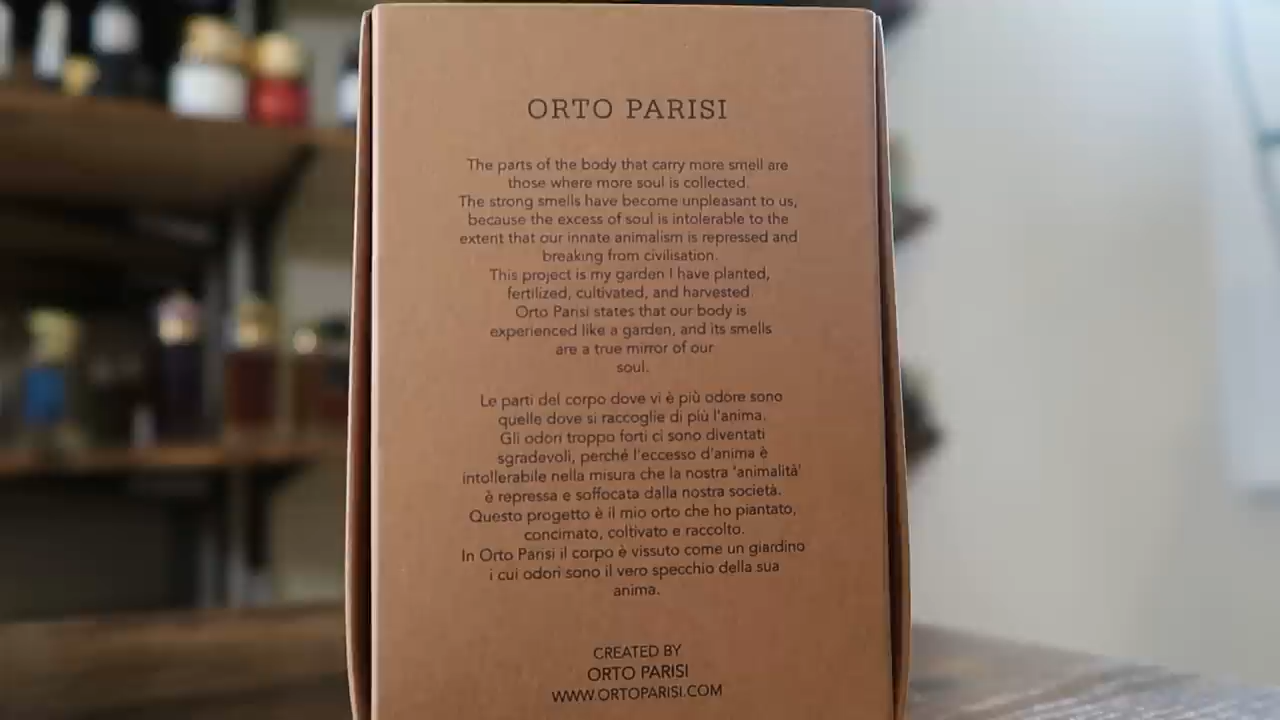 ORTO PARISI
The parts of the body that carry more smell are
those where more soul is collected.
The strong smells have become unpleasant to us,
because the excess of soul is intolerable to the
extent that our innate animalism is repressed and
breaking from civilisation.
This project is my garden I have planted,
fertilized, cultivated, and harvested.
Orto Parisi states that our body is
experienced like a garden, and its smells
are a true mirror of our
soul.
Le parti del corpo dove vi è più odore sono
quelle dove si raccoglie di più l'anima.
Gli odori troppo forti ci sono diventati
sgradevoli, perché l'eccesso d'anima è
intollerabile nella misura che la nostra 'animalità'
è repressa e soffocata dalla nostra società.
Questo progetto è il mio orto che ho piantato,
concimato, coltivato e raccolto.
In Orto Parisi il corpo è vissuto come un giardino
i cui odori sono il vero specchio della sua
anima.
CREATED BY
ORTO PARISI
WWW.ORTOPARISI.COM